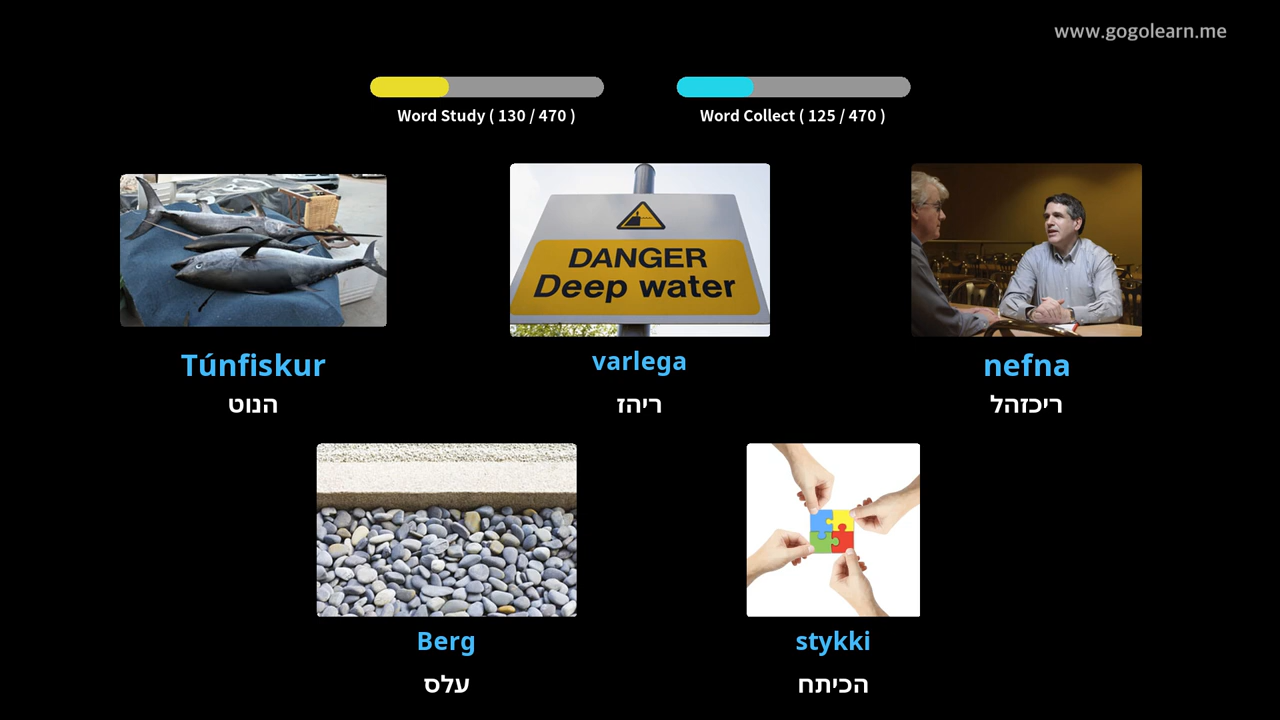 www.gogolearn.me
Word Study ( 130 / 470 )
Word Collect ( 125 / 470 )
DANGER
Deep water
Túnfiskur
varlega
nefna
הנוט
ריהז
ריכזהל
Berg
stykki
עלס
הכיתח